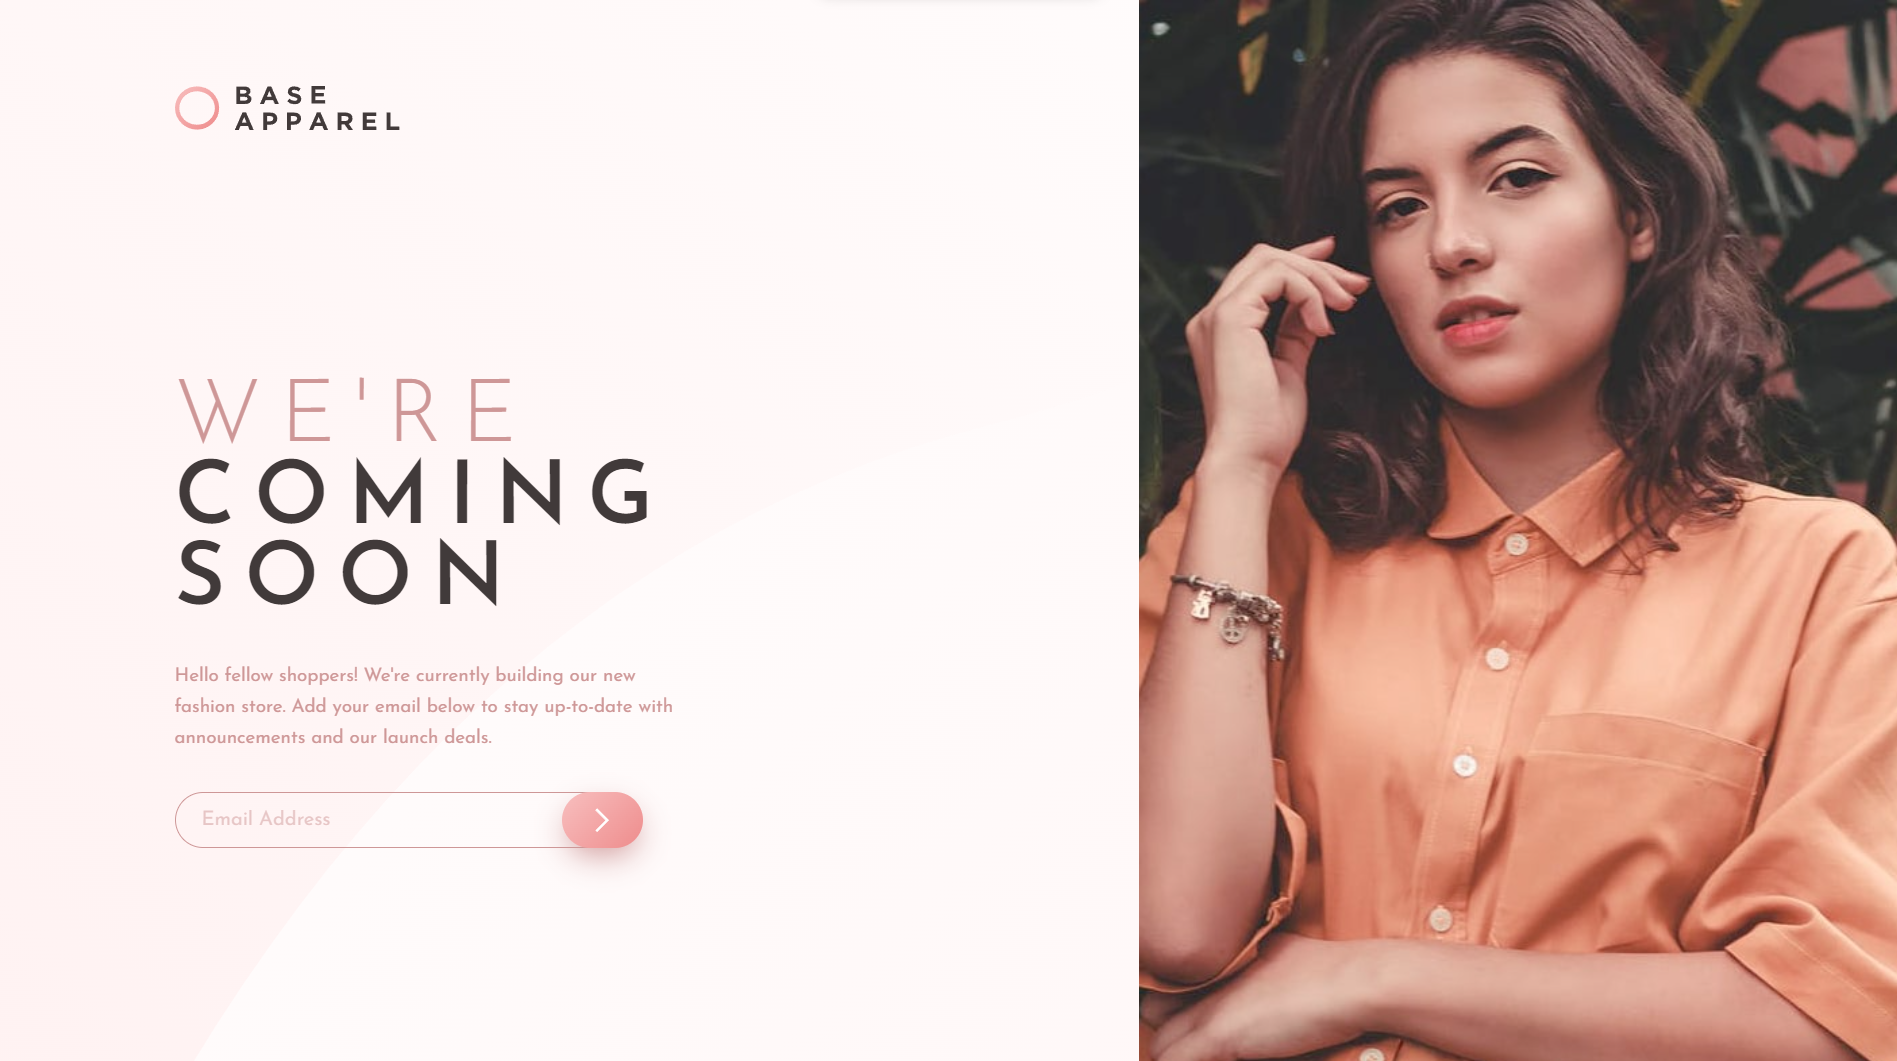 BASE
APPAREL
WE'RE
COMING
SOON
Hello fellow shoppers! We're currently building our new
fashion store. Add your email below to stay up-to-date with
announcements and our launch deals.
Email Address